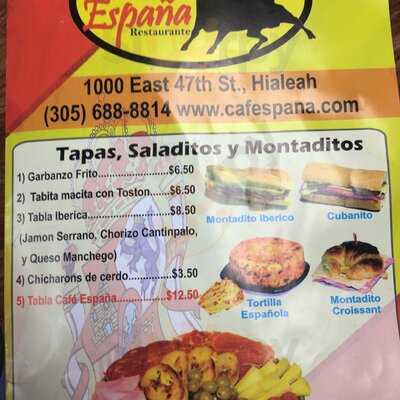 España
Restaurante
1000 East 47th St., Hialeah
(305) 688-8814 www.cafespana.com
Tapas, Saladitos y Montaditos
1) Garbanzo Frito......................$6.50
2) Tabita macita con Toston.......$6.50
3) Tabla Iberica.........................$8.50
(Jamon Serrano, Chorizo Cantinpalo,
y Queso Manchego)
4) Chicharons de cerdo.............$3.50
5) Tabla Café España...............$12.50
Montadito Iberico
Cubanito
Tortilla
Española
Montadito
Croissant